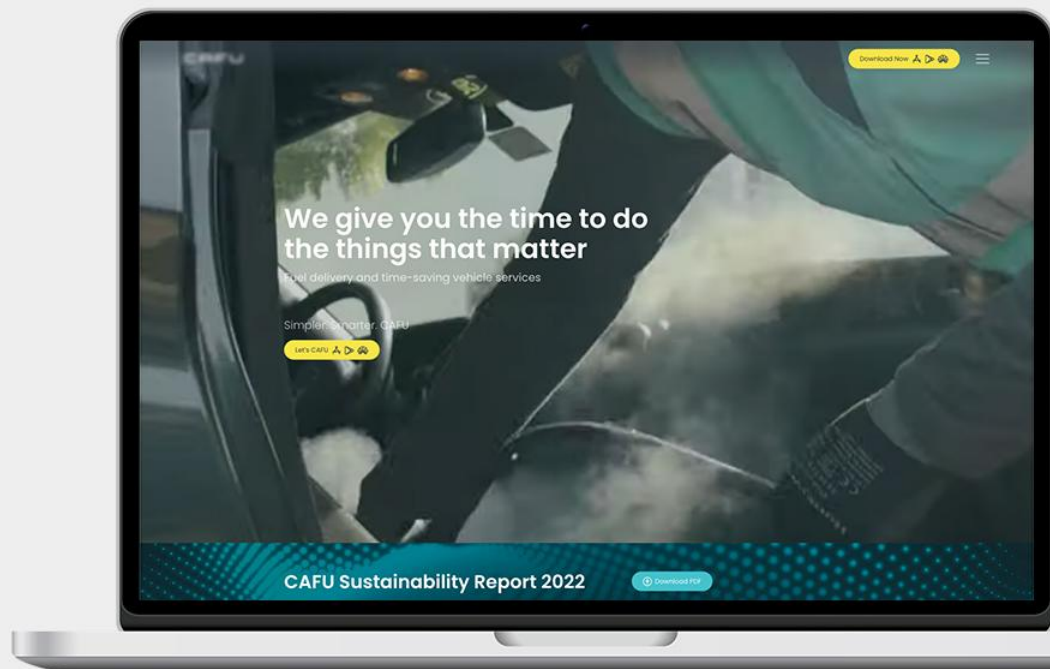 CAFU
Download Now
We give you the time to do
the things that matter
Fuel delivery and time-saving vehicle services
Simpler. Smarter. CAFU
Let's CAFU
CAFU Sustainability Report 2022
Download PDF